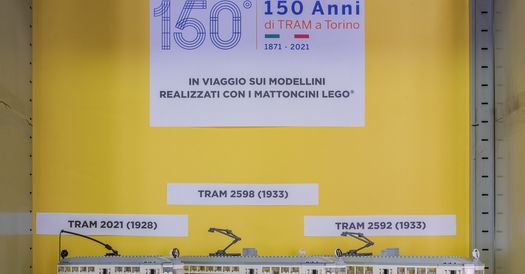 150°
150 Anni
di TRAM a Torino
1871 - 2021
IN VIAGGIO SUI MODELLINI
REALIZZATI CON I MATTONCINI LEGO®
TRAM 2598 (1933)
TRAM 2021 (1928)
TRAM 2592 (1933)